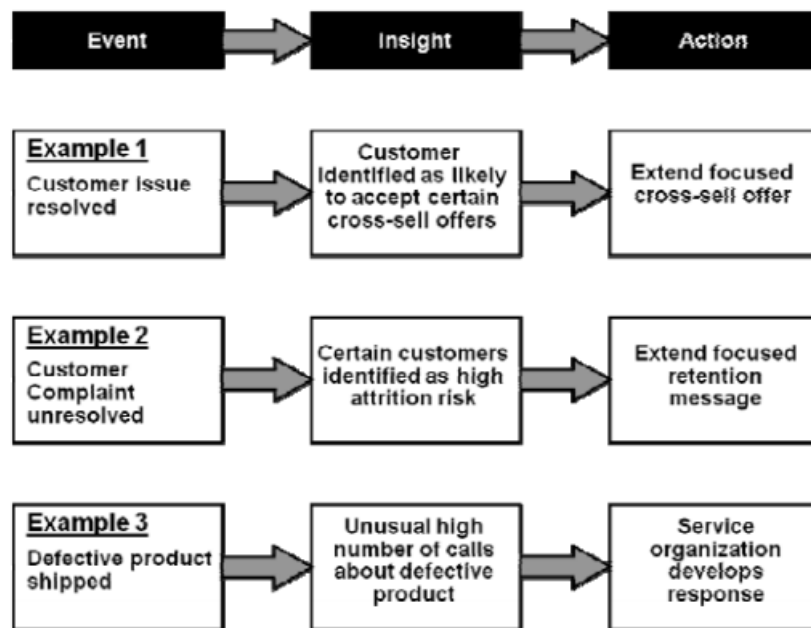 Event
Insight
Action
Example 1
Customer issue
resolved
Customer
identified as likely
to accept certain
cross-sell offers
Extend focused
cross-sell offer
Example 2
Customer
Complaint
unresolved
Certain customers
identified as high
attrition risk
Extend focused
retention
message
Example 3
Defective product
shipped
Unusual high
number of calls
about defective
product
Service
organization
develops
response